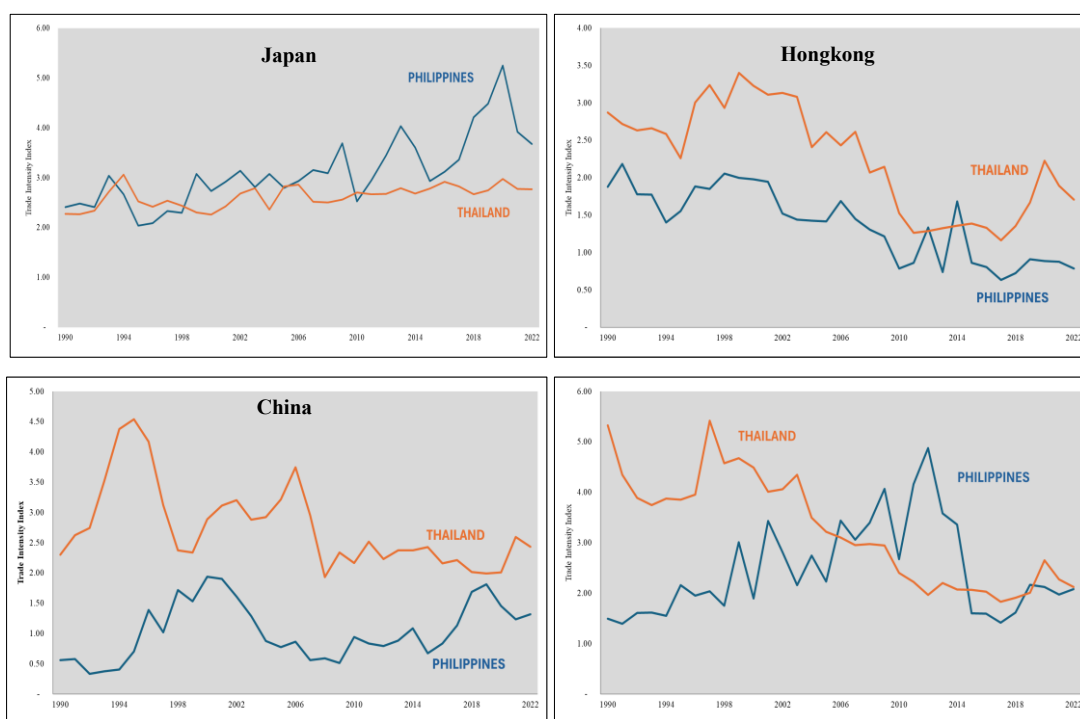 Japan
Trade Intensity Index
6.00
5.00
4.00
3.00
2.00
1.00
-
PHILIPPINES
THAILAND
1990 1994 1998 2002 2006 2010 2014 2018 2022
Hongkong
Trade Intensity Index
4.00
3.50
3.00
2.50
2.00
1.50
1.00
0.50
-
THAILAND
PHILIPPINES
1990 1994 1998 2002 2006 2010 2014 2018 2022
China
Trade Intensity Index
5.00
4.50
4.00
3.50
3.00
2.50
2.00
1.50
1.00
0.50
-
THAILAND
PHILIPPINES
1990 1994 1998 2002 2006 2010 2014 2018 2022
Trade Intensity Index
6.00
5.00
4.00
3.00
2.00
1.00
-
THAILAND
PHILIPPINES
1990 1994 1998 2002 2006 2010 2014 2018 2022